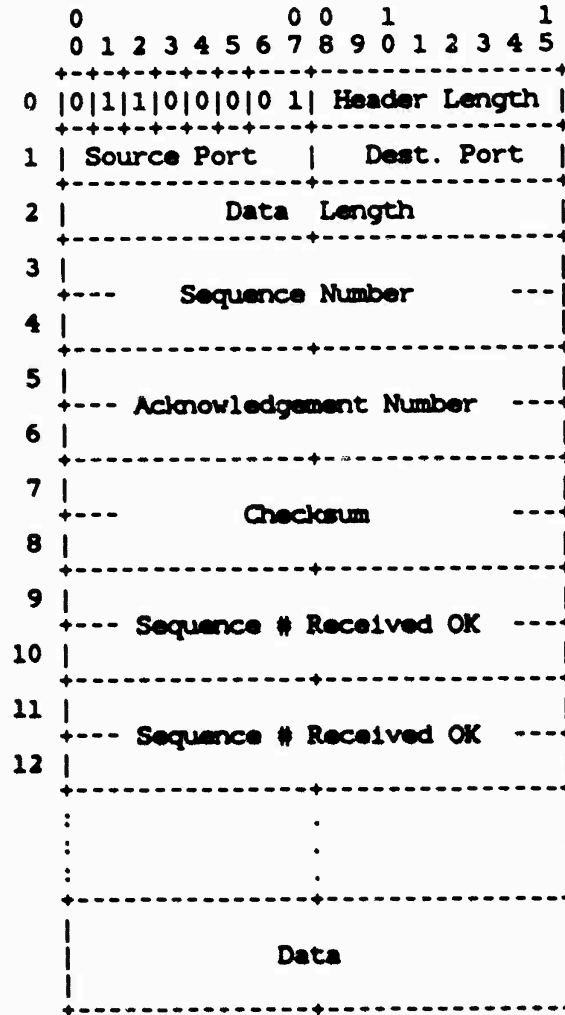 0 0 0 1 1
0 1 2 3 4 5 6 7 8 9 0 1 2 3 4 5
0 |0|1|1|0|0|0|0 1| Header Length |
1 | Source Port | Dest. Port |
2 | Data Length |
3
--- Sequence Number ---
4
5
--- Acknowledgement Number ---
6
7
--- Checksum ---
8
9
--- Sequence # Received OK ---
10
11
--- Sequence # Received OK ---
12
Data